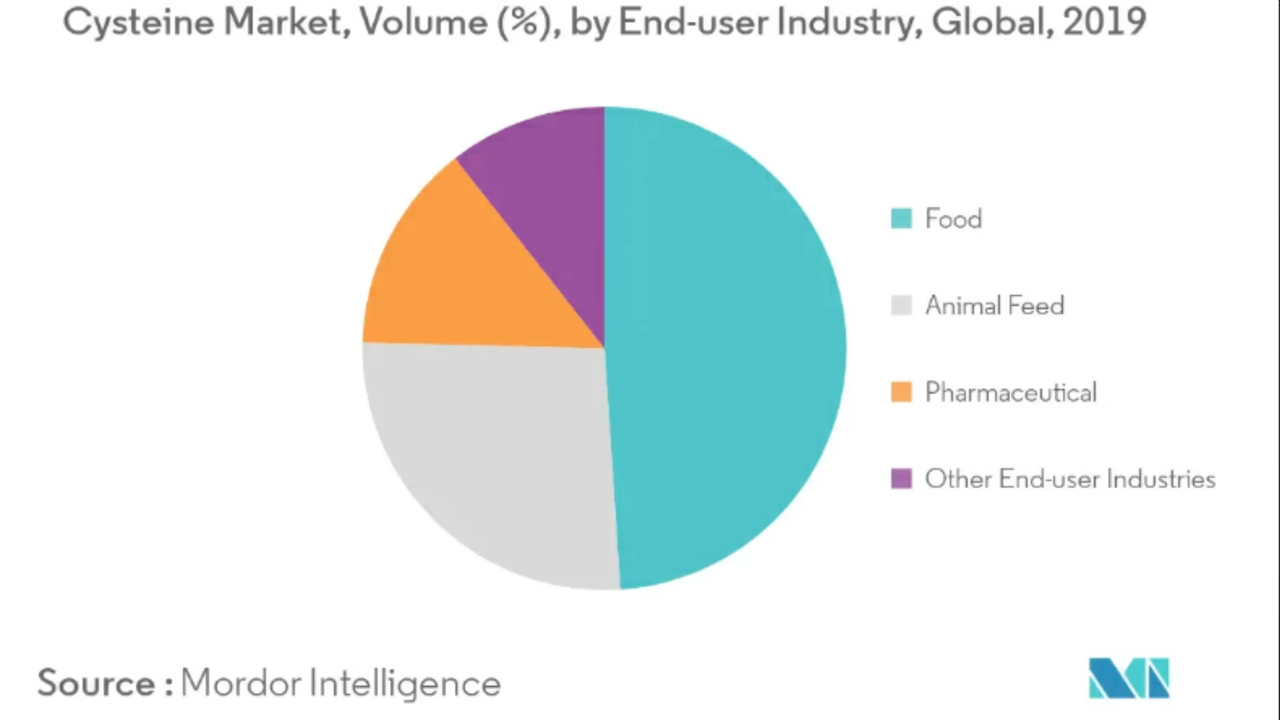 Cysteine Market, Volume (%), by End-user Industry, Global, 2019
Food
Animal Feed
Pharmaceutical
Other End-user Industries
Source : Mordor Intelligence